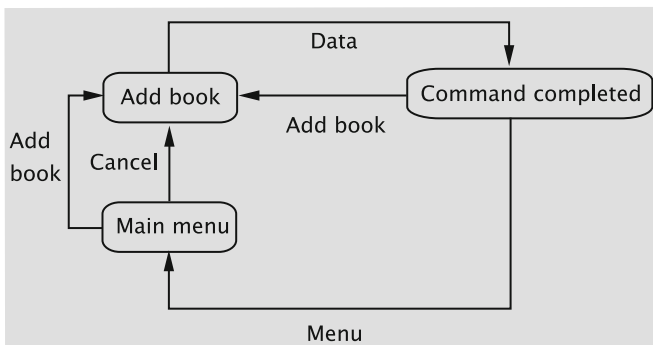 Data
Add book
Command completed
Add book
Add
book
Cancel
Main menu
Menu